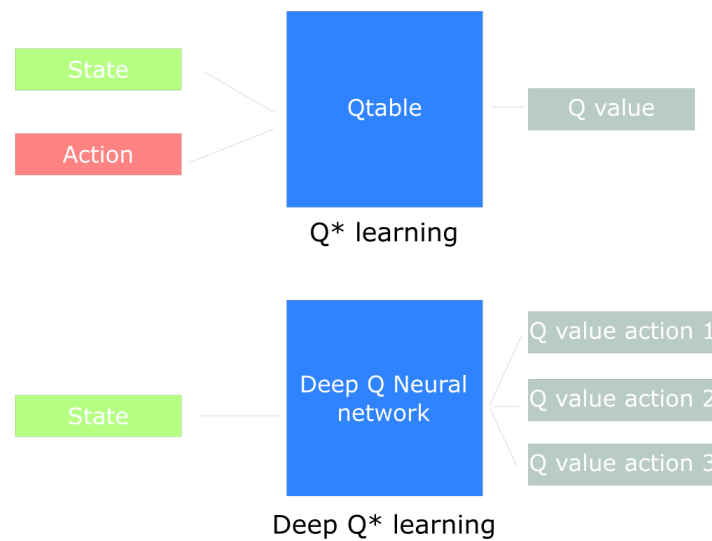 State
Action
Qtable
Q value
Q* learning
State
Deep Q Neural
network
Q value action 1
Q value action 2
Q value action 3
Deep Q* learning